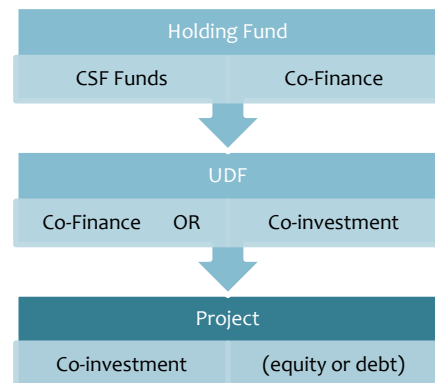 Holding Fund
CSF Funds Co-Finance
UDF
Co-Finance OR Co-investment
Project
Co-investment (equity or debt)